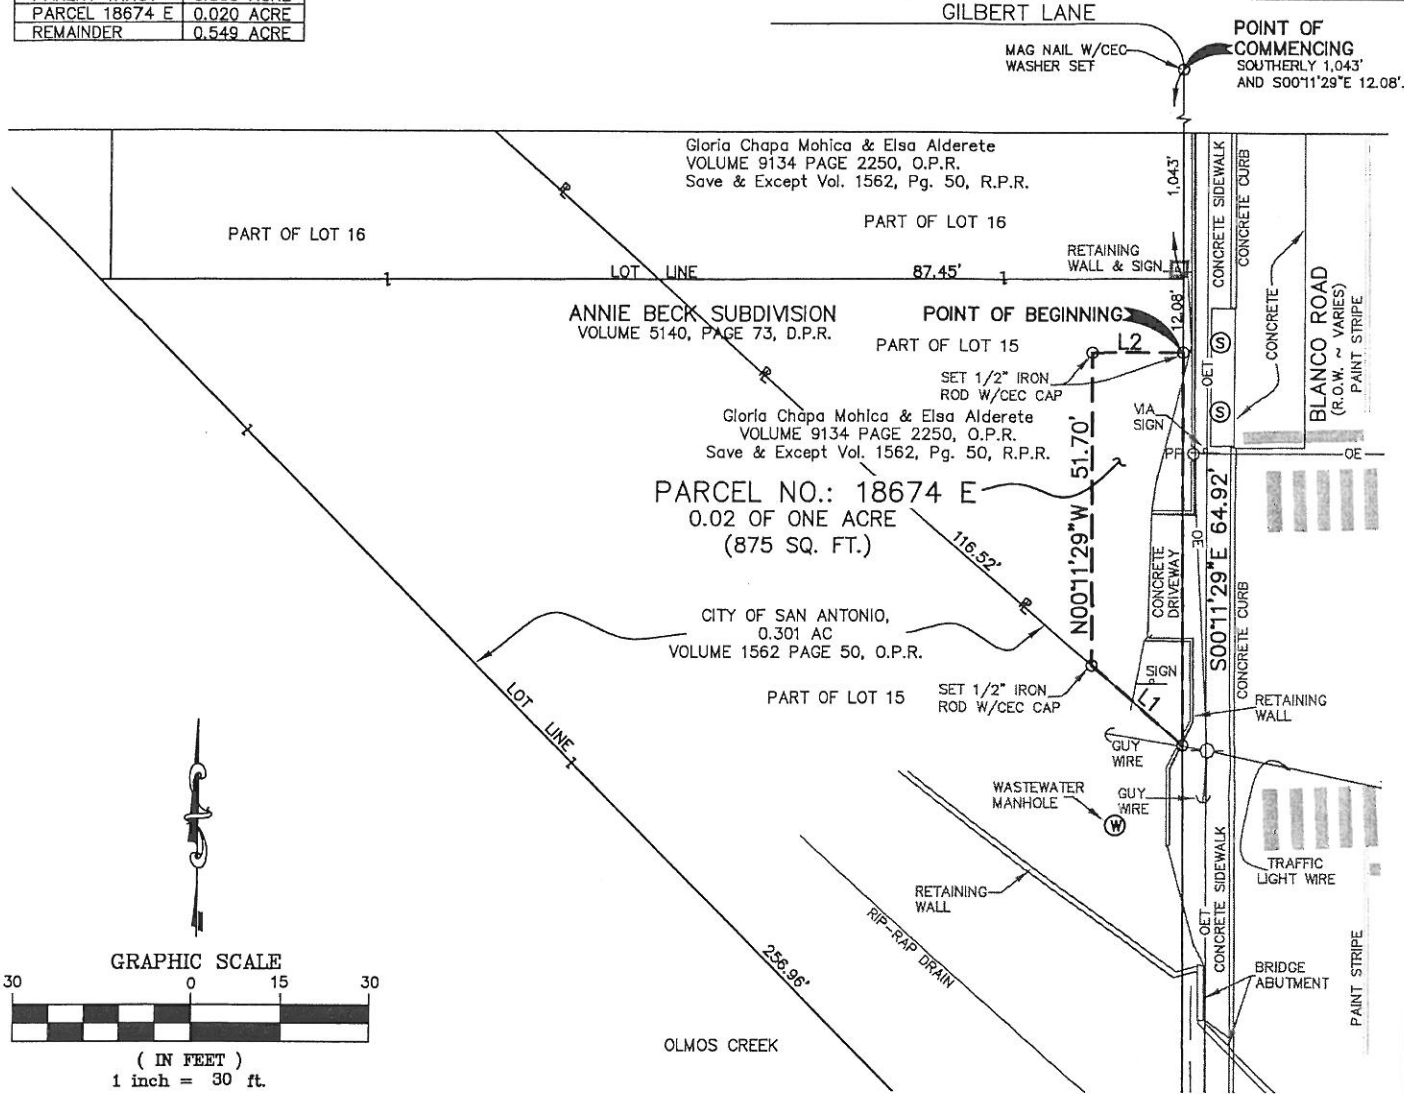 PARCEL 18674 E 0.020 ACRE
REMAINDER 0.549 ACRE
GILBERT LANE
POINT OF
COMMENCING
SOUTHERLY 1,043'
AND S00°11'29"E 12.08'.
MAG NAIL W/CEC
WASHER SET
Gloria Chapa Mohica & Elsa Alderete
VOLUME 9134 PAGE 2250, O.P.R.
Save & Except Vol. 1562, Pg. 50, R.P.R.
1,043'
CONCRETE SIDEWALK
CONCRETE CURB
PART OF LOT 16
PART OF LOT 16
RETAINING
WALL & SIGN
LOT LINE
87.45'
12.08'
CONCRETE
BLANCO ROAD
(R.O.W. ~ VARIES)
PAINT STRIPE
ANNIE BECK SUBDIVISION
VOLUME 5140, PAGE 73, D.P.R.
POINT OF BEGINNING
PART OF LOT 15
L2
S
OET
SET 1/2" IRON
ROD W/CEC CAP
S
VIA
SIGN
Gloria Chapa Mohica & Elsa Alderete
VOLUME 9134 PAGE 2250, O.P.R.
Save & Except Vol. 1562, Pg. 50, R.P.R.
PP
OE
N00°11'29"W 51.70'
S00°11'29"E 64.92'
PARCEL NO.: 18674 E
0.02 OF ONE ACRE
(875 SQ. FT.)
116.52'
OE
CONCRETE
DRIVEWAY
CONCRETE CURB
CITY OF SAN ANTONIO,
0.301 AC
VOLUME 1562 PAGE 50, O.P.R.
SIGN
L1
PART OF LOT 15
SET 1/2" IRON
ROD W/CEC CAP
RETAINING
WALL
LOT LINE
GUY
WIRE
WASTEWATER
MANHOLE
GUY
WIRE
W
TRAFFIC
LIGHT WIRE
RETAINING
WALL
CONCRETE SIDEWALK
OET
RIP-RAP DRAIN
256.96'
BRIDGE
ABUTMENT
PAINT STRIPE
GRAPHIC SCALE
30 0 15 30
( IN FEET )
1 inch = 30 ft.
OLMOS CREEK